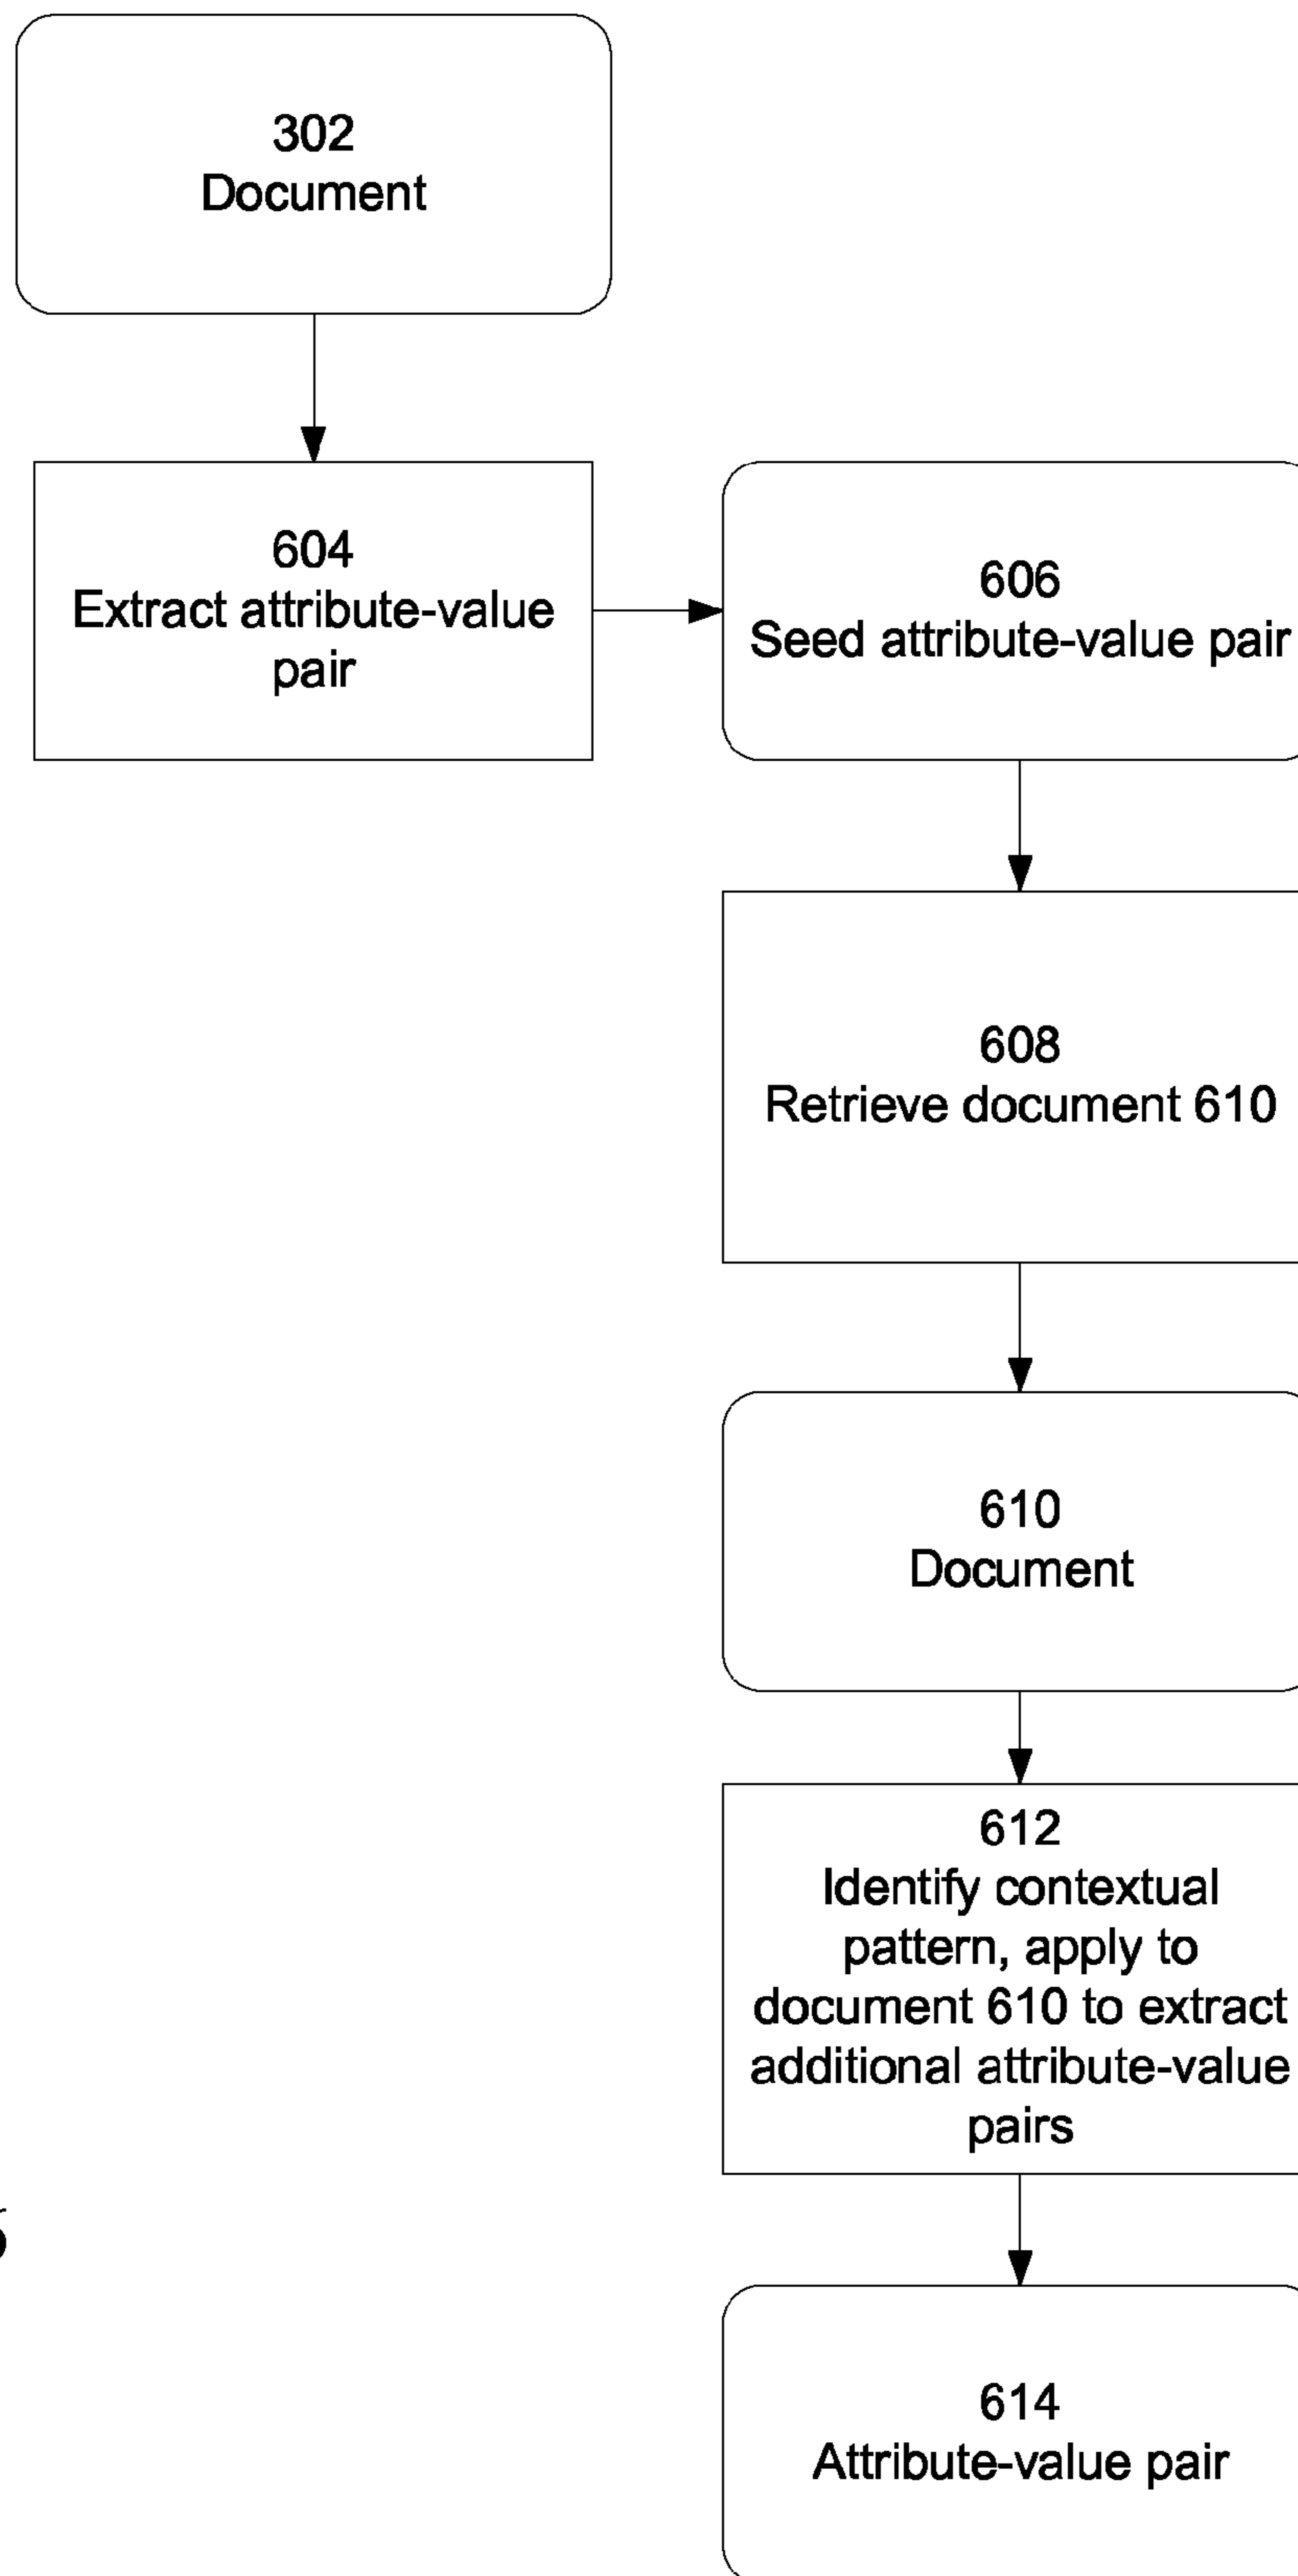 302
Document
604
Extract attribute-value
pair
606
Seed attribute-value pair
608
Retrieve document 610
610
Document
612
Identify contextual
pattern, apply to
document 610 to extract
additional attribute-value
pairs
614
Attribute-value pair